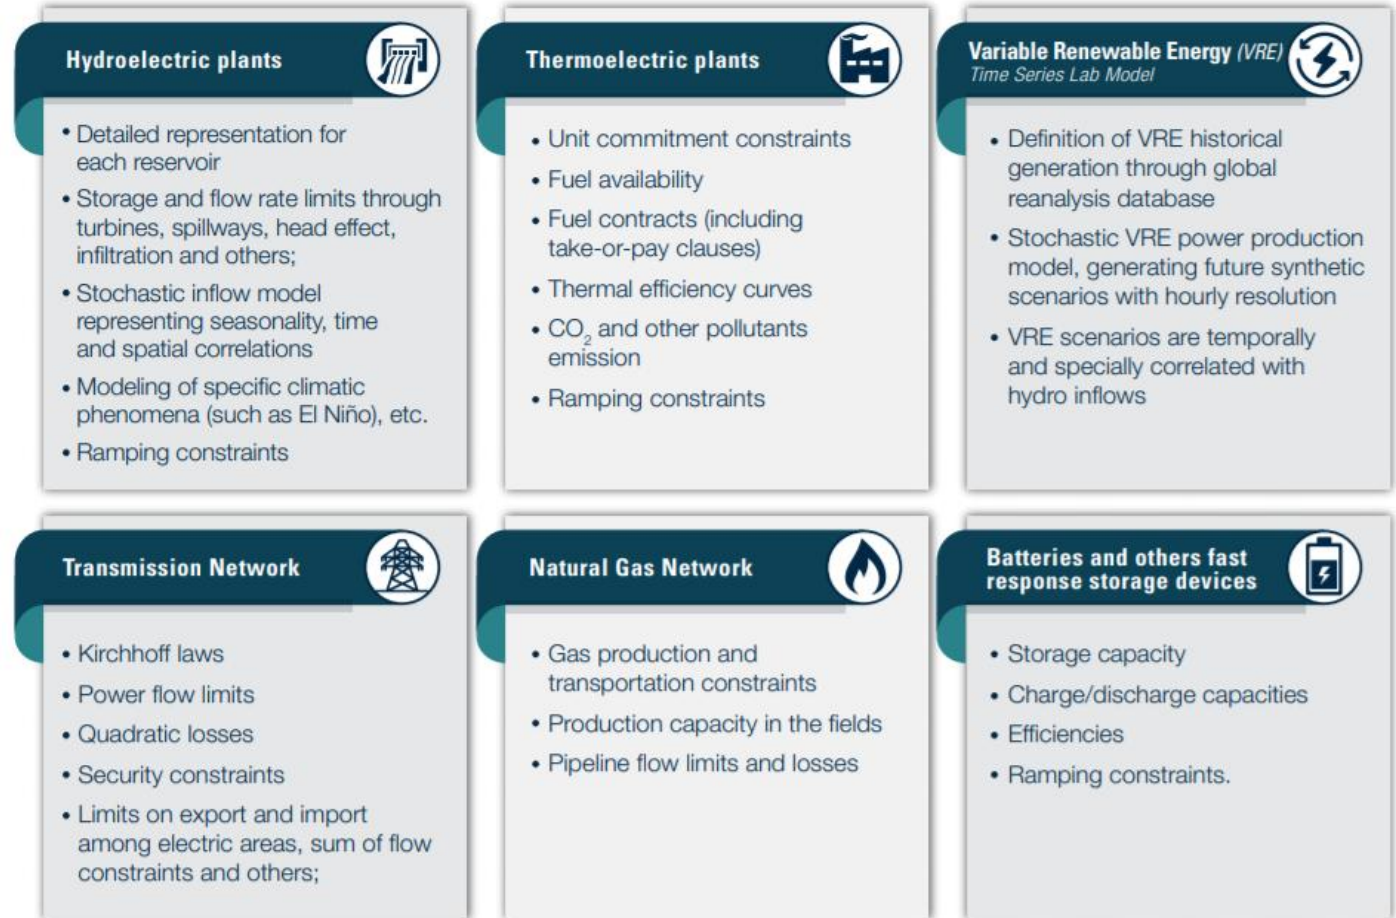 Hydroelectric plants
• Detailed representation for
each reservoir
• Storage and flow rate limits through
turbines, spillways, head effect,
infiltration and others;
• Stochastic inflow model
representing seasonality, time
and spatial correlations
• Modeling of specific climatic
phenomena (such as El Niño), etc.
• Ramping constraints
Thermoelectric plants
• Unit commitment constraints
• Fuel availability
• Fuel contracts (including
take-or-pay clauses)
• Thermal efficiency curves
• CO₂ and other pollutants
emission
• Ramping constraints
Variable Renewable Energy (VRE)
Time Series Lab Model
• Definition of VRE historical
generation through global
reanalysis database
• Stochastic VRE power production
model, generating future synthetic
scenarios with hourly resolution
• VRE scenarios are temporally
and specially correlated with
hydro inflows
Transmission Network
• Kirchhoff laws
• Power flow limits
• Quadratic losses
• Security constraints
• Limits on export and import
among electric areas, sum of flow
constraints and others;
Natural Gas Network
• Gas production and
transportation constraints
• Production capacity in the fields
• Pipeline flow limits and losses
Batteries and others fast
response storage devices
• Storage capacity
• Charge/discharge capacities
• Efficiencies
• Ramping constraints.